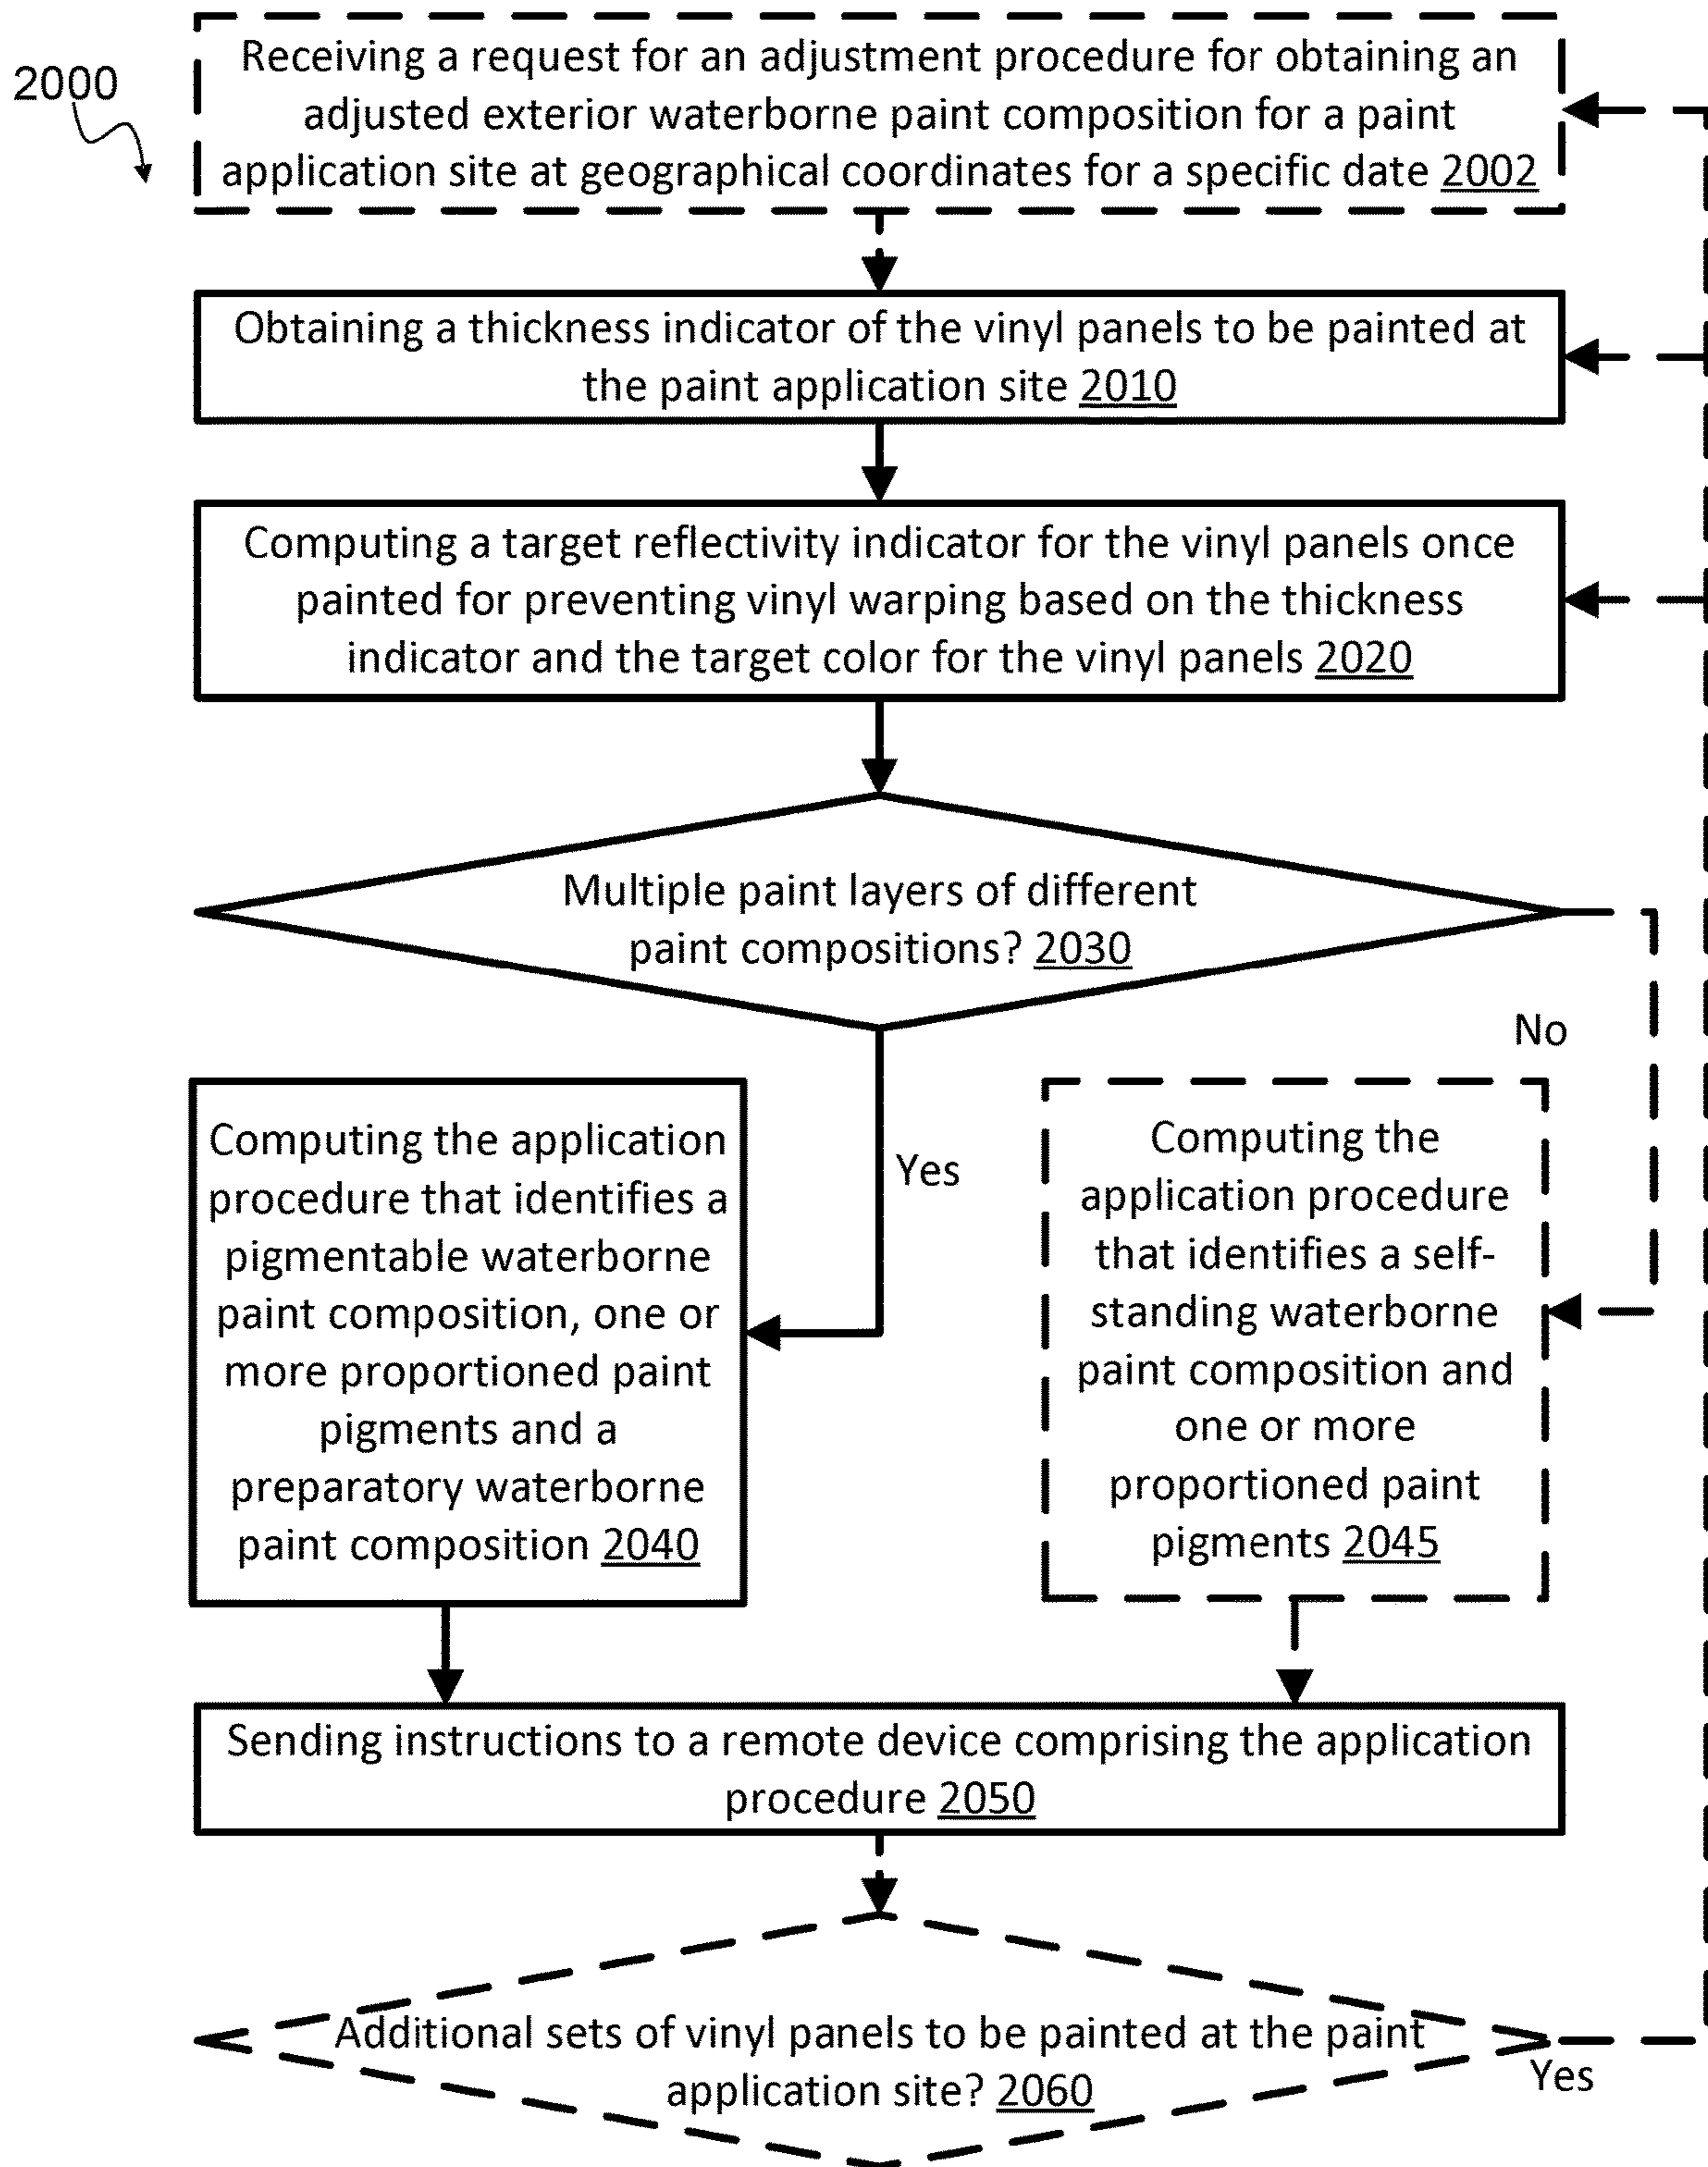 2000
Receiving a request for an adjustment procedure for obtaining an
adjusted exterior waterborne paint composition for a paint
application site at geographical coordinates for a specific date 2002
Obtaining a thickness indicator of the vinyl panels to be painted at
the paint application site 2010
Computing a target reflectivity indicator for the vinyl panels once
painted for preventing vinyl warping based on the thickness
indicator and the target color for the vinyl panels 2020
Multiple paint layers of different
paint compositions? 2030
No
Yes
Computing the application
procedure that identifies a
pigmentable waterborne
paint composition, one or
more proportioned paint
pigments and a
preparatory waterborne
paint composition 2040
Computing the
application procedure
that identifies a self-
standing waterborne
paint composition and
one or more
proportioned paint
pigments 2045
Sending instructions to a remote device comprising the application
procedure 2050
Additional sets of vinyl panels to be painted at the paint
application site? 2060
Yes